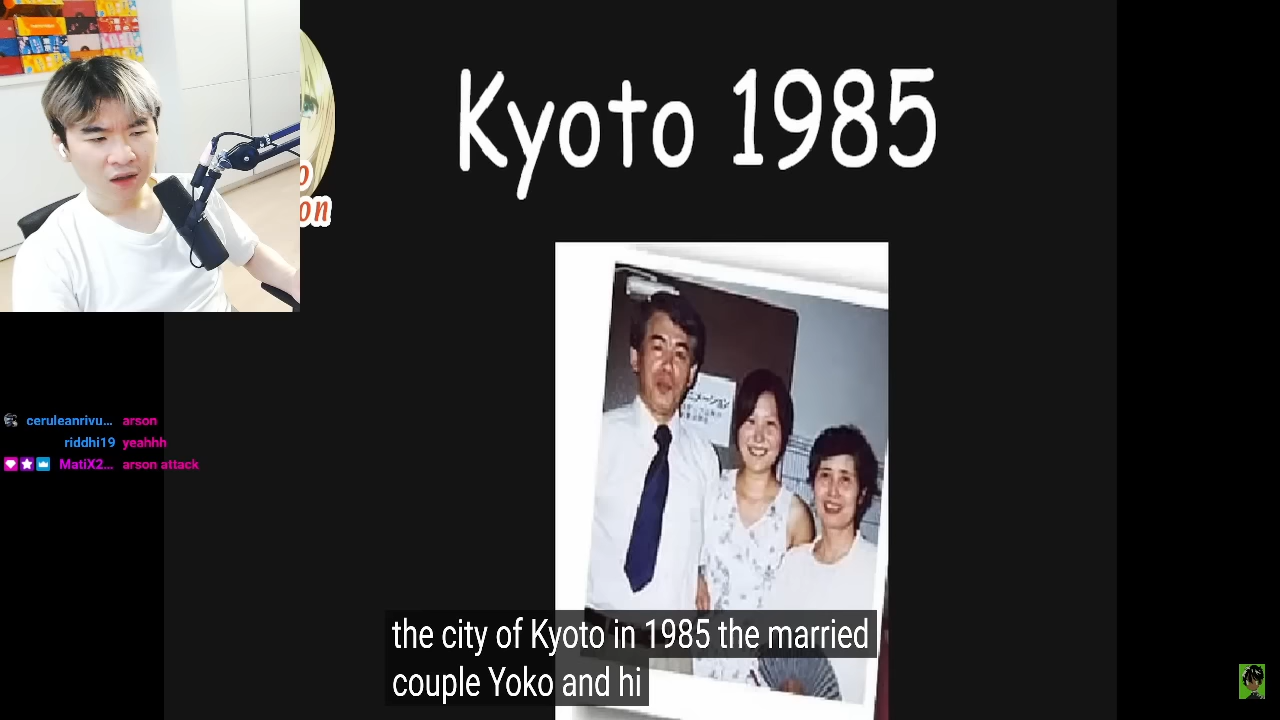 Kyoto 1985
on
ceruleanrivu... arson
riddhi19 yeahhh
MatiX2... arson attack
the city of Kyoto in 1985 the married
couple Yoko and hi